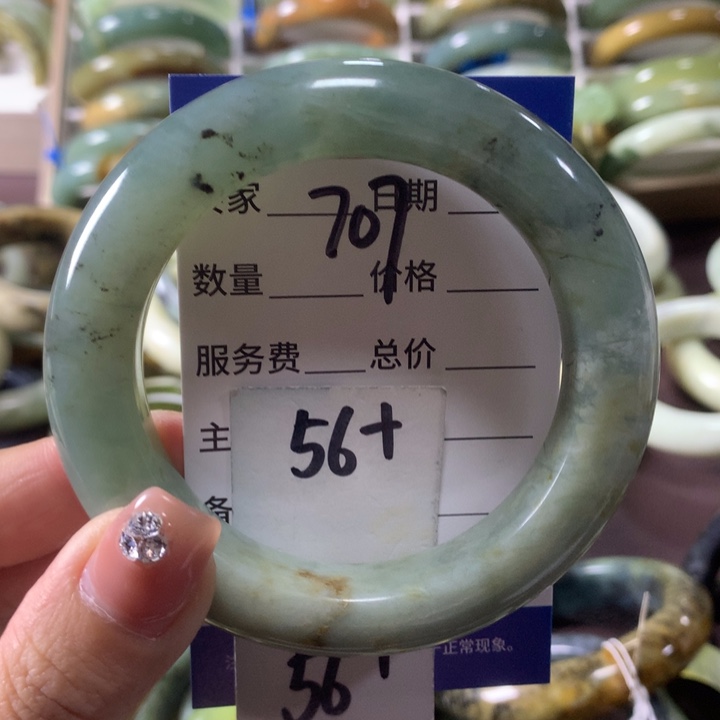 家 日期
707
数量 价格
服务费 总价
主
56+
备
正常现象。
56+